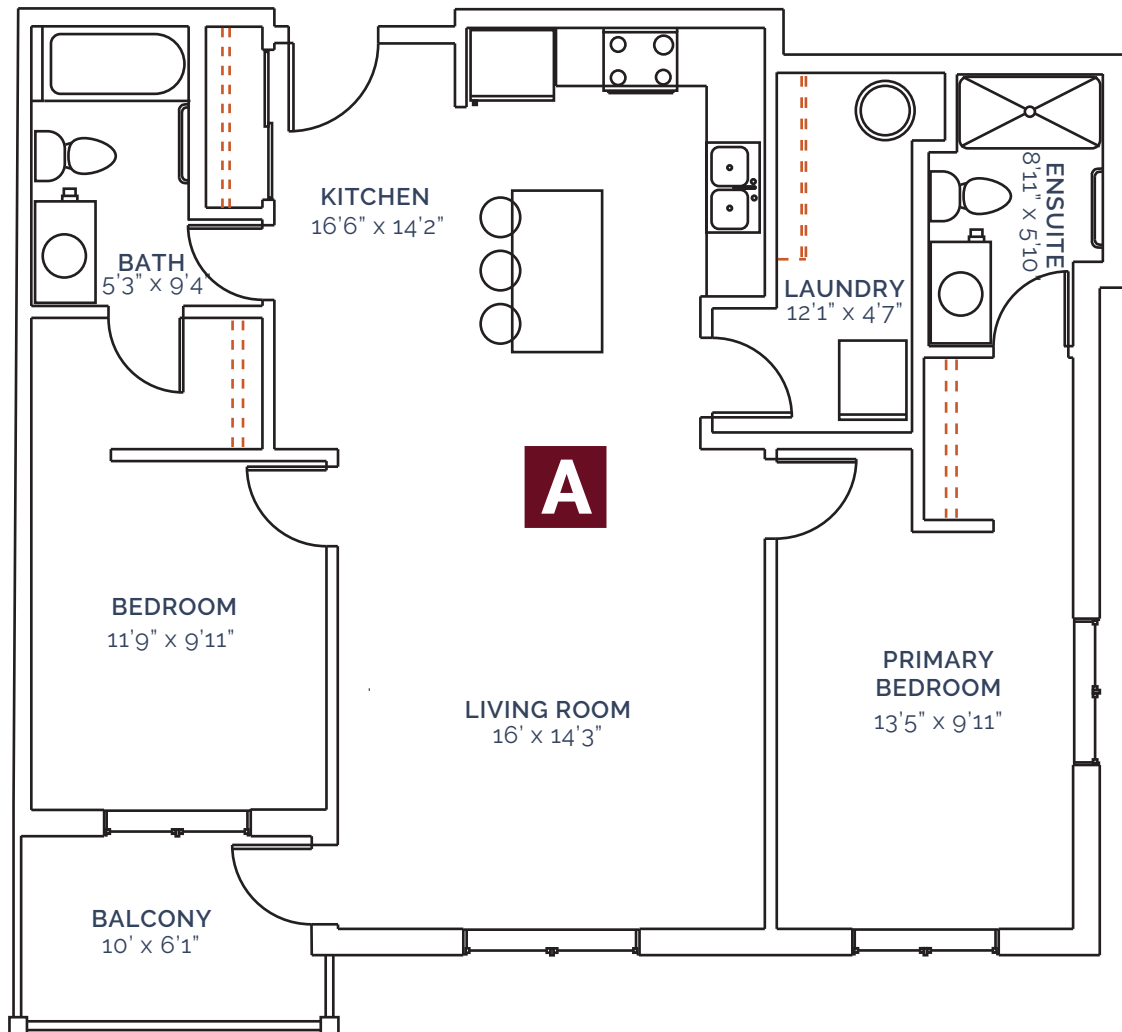 KITCHEN
16'6" x 14'2"
BATH
5'3" x 9'4"
LAUNDRY
12'1" x 4'7"
ENSUITE
8'11" x 5'10
A
BEDROOM
11'9" x 9'11"
LIVING ROOM
16' x 14'3"
PRIMARY
BEDROOM
13'5" x 9'11"
BALCONY
10' x 6'1"